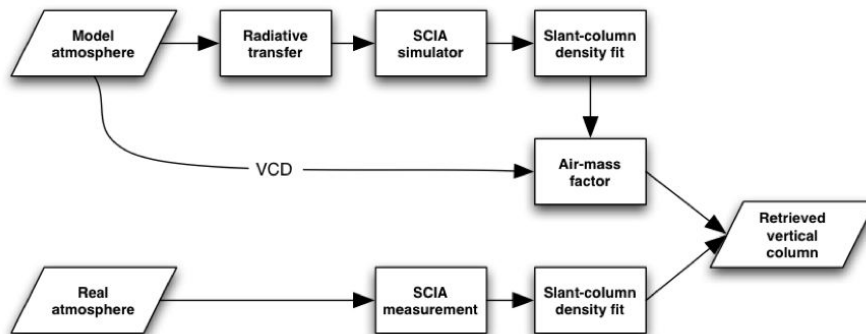 Model
atmosphere
Radiative
transfer
SCIA
simulator
Slant-column
density fit
VCD
Air-mass
factor
Retrieved
vertical
column
Real
atmosphere
SCIA
measurement
Slant-column
density fit